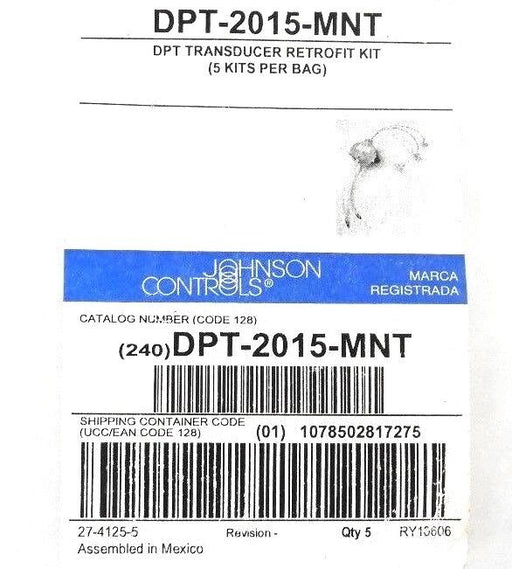 DPT-2015-MNT
DPT TRANSDUCER RETROFIT KIT
(5 KITS PER BAG)
JOHNSON
CONTROLS®
MARCA
REGISTRADA
CATALOG NUMBER (CODE 128)
(240)DPT-2015-MNT
SHIPPING CONTAINER CODE
(UCC/EAN CODE 128) (01) 1078502817275
27-4125-5 Revision - Qty 5 RY10606
Assembled in Mexico